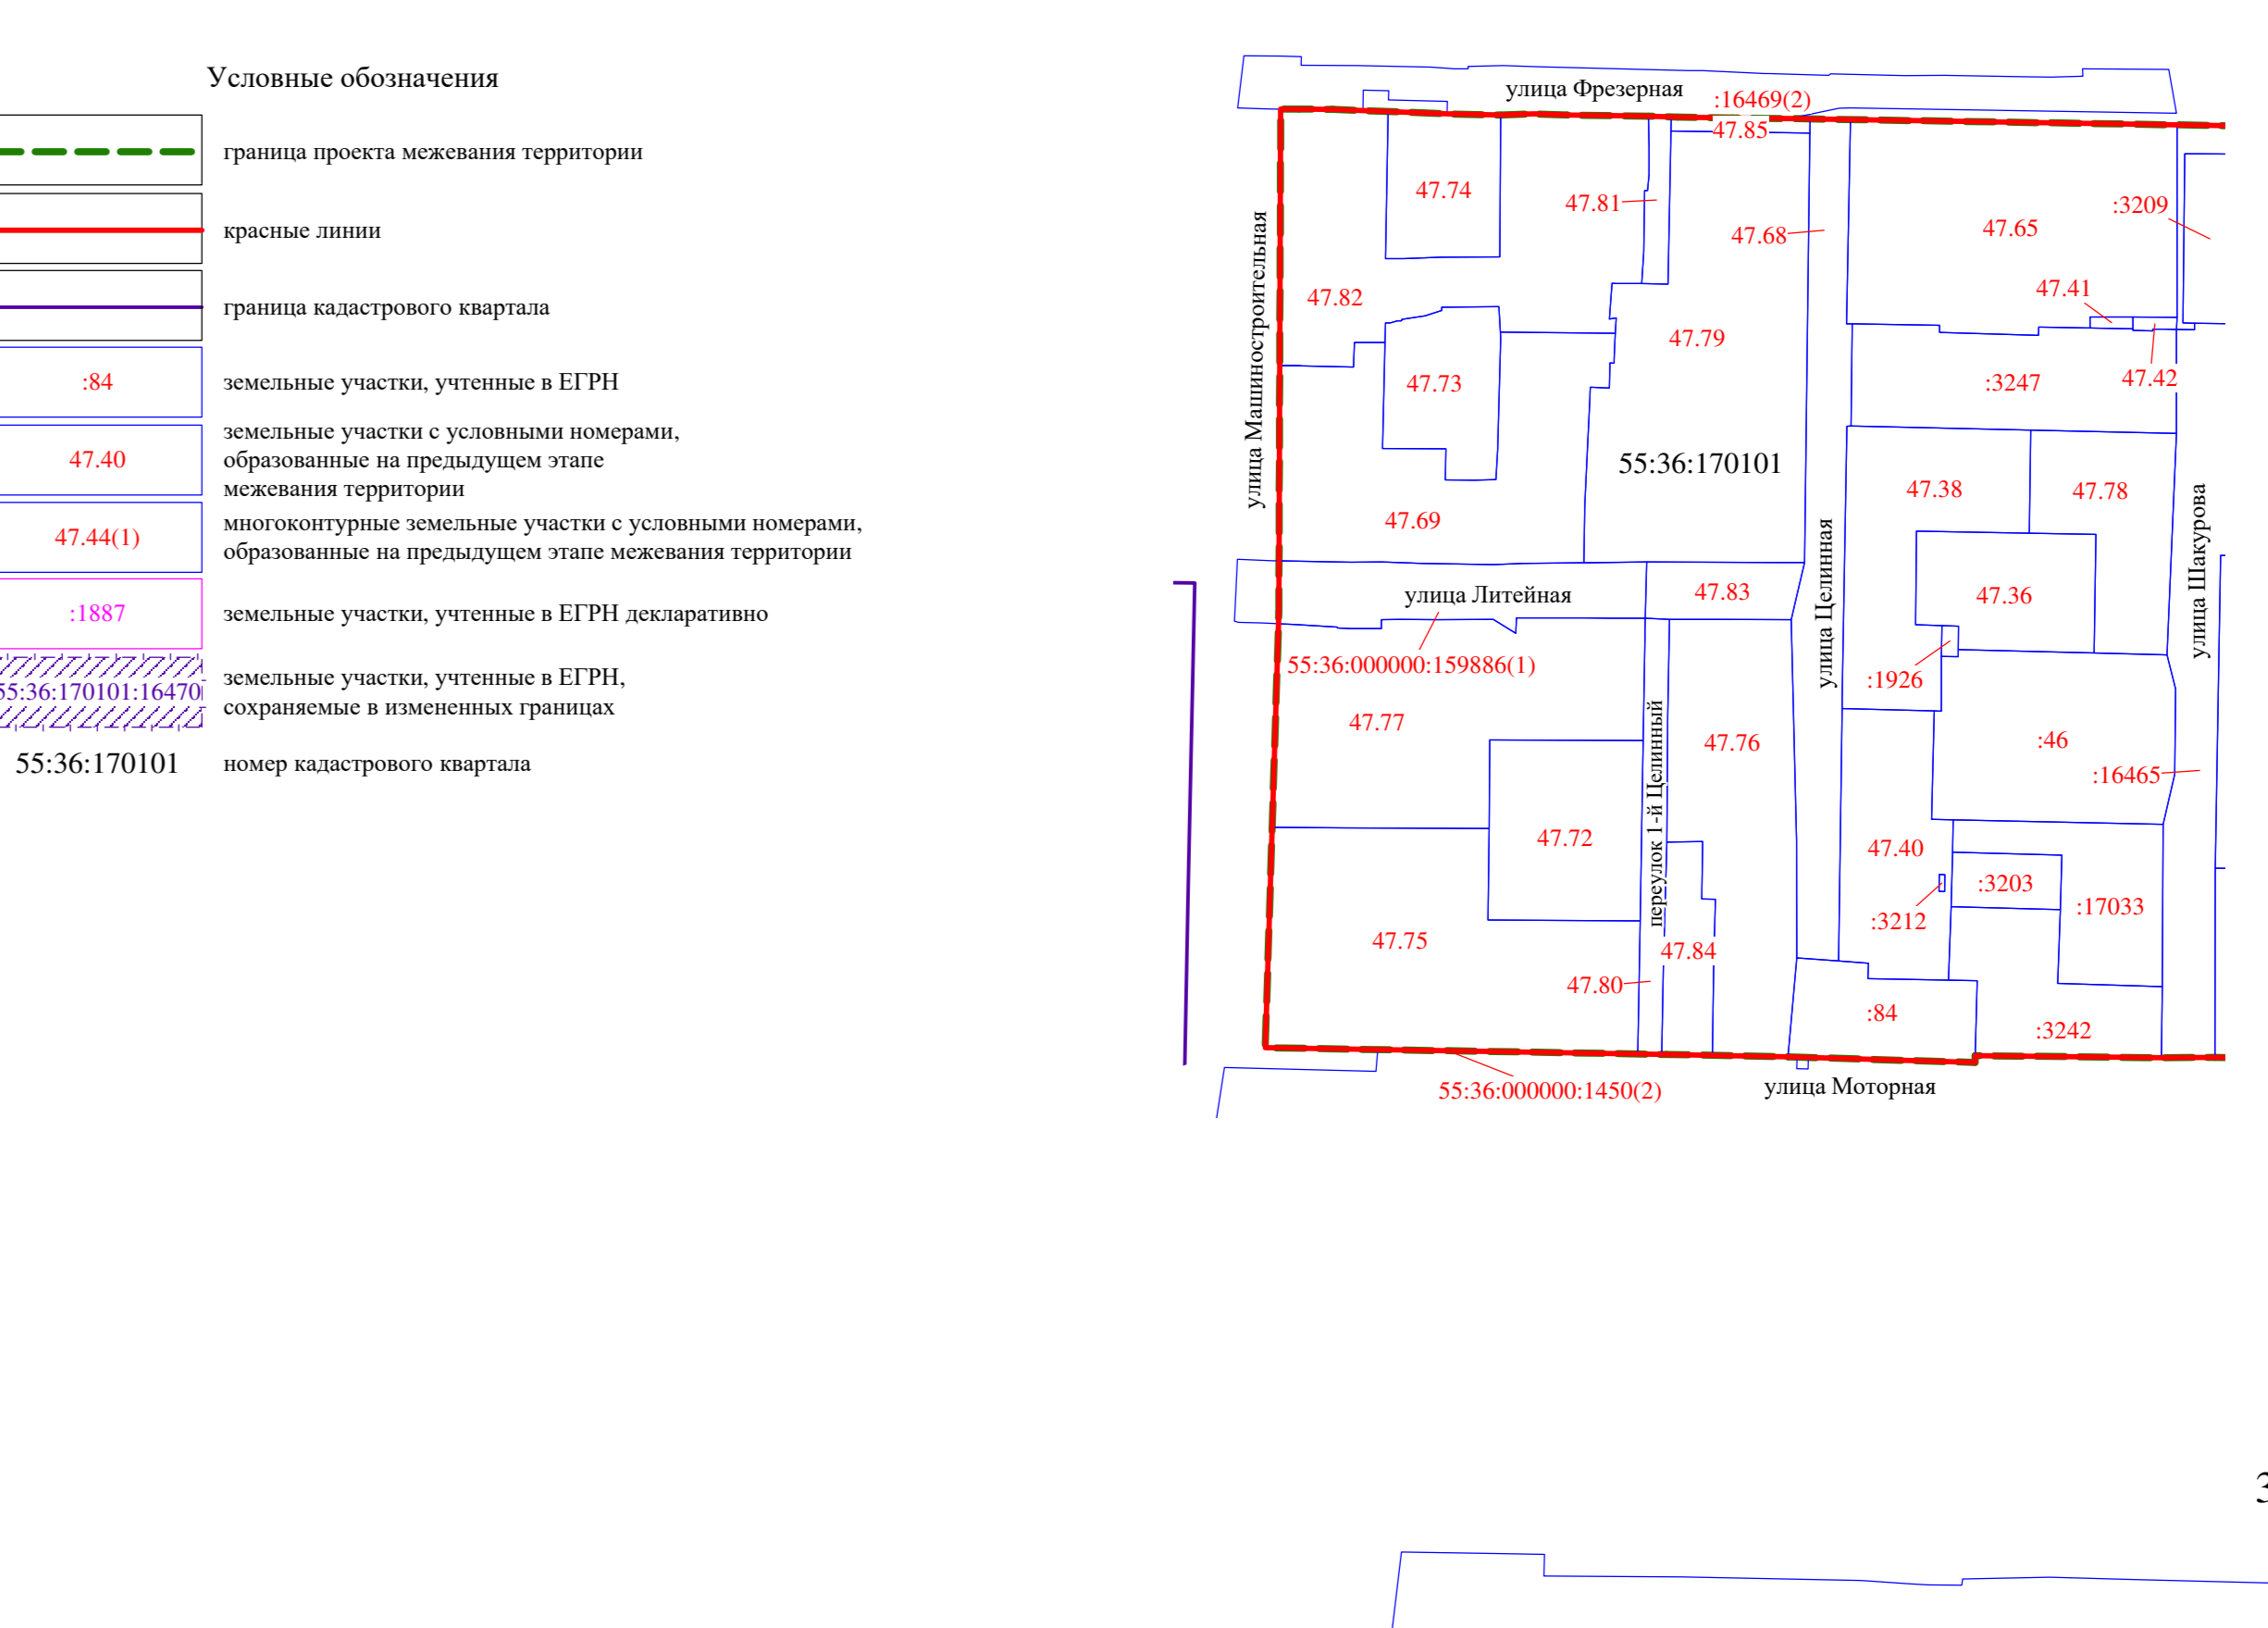 Условные обозначения
граница проекта межевания территории
красные линии
граница кадастрового квартала
:84
земельные участки, учтенные в ЕГРН
47.40
земельные участки с условными номерами,
образованные на предыдущем этапе
межевания территории
47.44(1)
многоконтурные земельные участки с условными номерами,
образованные на предыдущем этапе межевания территории
:1887
земельные участки, учтенные в ЕГРН декларативно
55:36:170101:16470
земельные участки, учтенные в ЕГРН,
сохраняемые в измененных границах
55:36:170101
номер кадастрового квартала
улица Фрезерная
:16469(2)
47.85
47.74
47.81
47.68
47.65
:3209
улица Машиностроительная
47.82
47.41
47.79
47.73
:3247
47.42
55:36:170101
47.38
47.78
47.69
улица Целинная
улица Шакурова
улица Литейная
47.83
47.36
55:36:000000:159886(1)
:1926
47.77
переулок 1-й Целинный
47.76
:46
:16465
47.72
47.40
:3203
:3212
:17033
47.75
47.84
47.80
:84
:3242
55:36:000000:1450(2)
улица Моторная
3